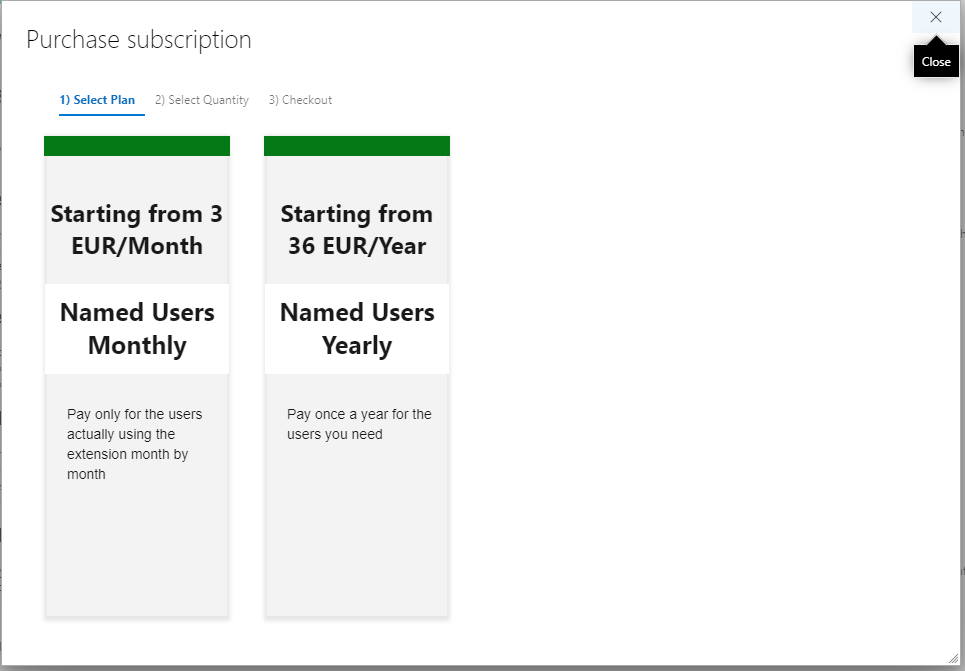 Purchase subscription
Close
1) Select Plan 2) Select Quantity 3) Checkout
Starting from 3
EUR/Month
Named Users
Monthly
Pay only for the users
actually using the
extension month by
month
Starting from
36 EUR/Year
Named Users
Yearly
Pay once a year for the
users you need